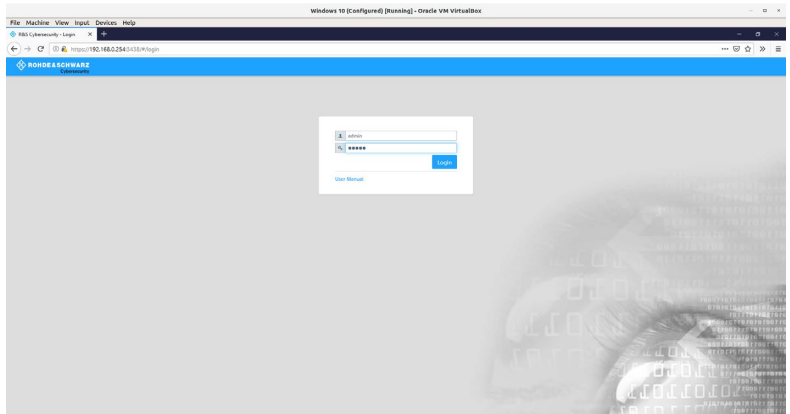 Windows 10 (Configured) [Running] - Oracle VM VirtualBox
File Machine View Input Devices Help
R&S Cybersecurity - Login
https://192.168.0.254:3438/#/login
ROHDE&SCHWARZ
Cybersecurity
admin
Login
User Manual